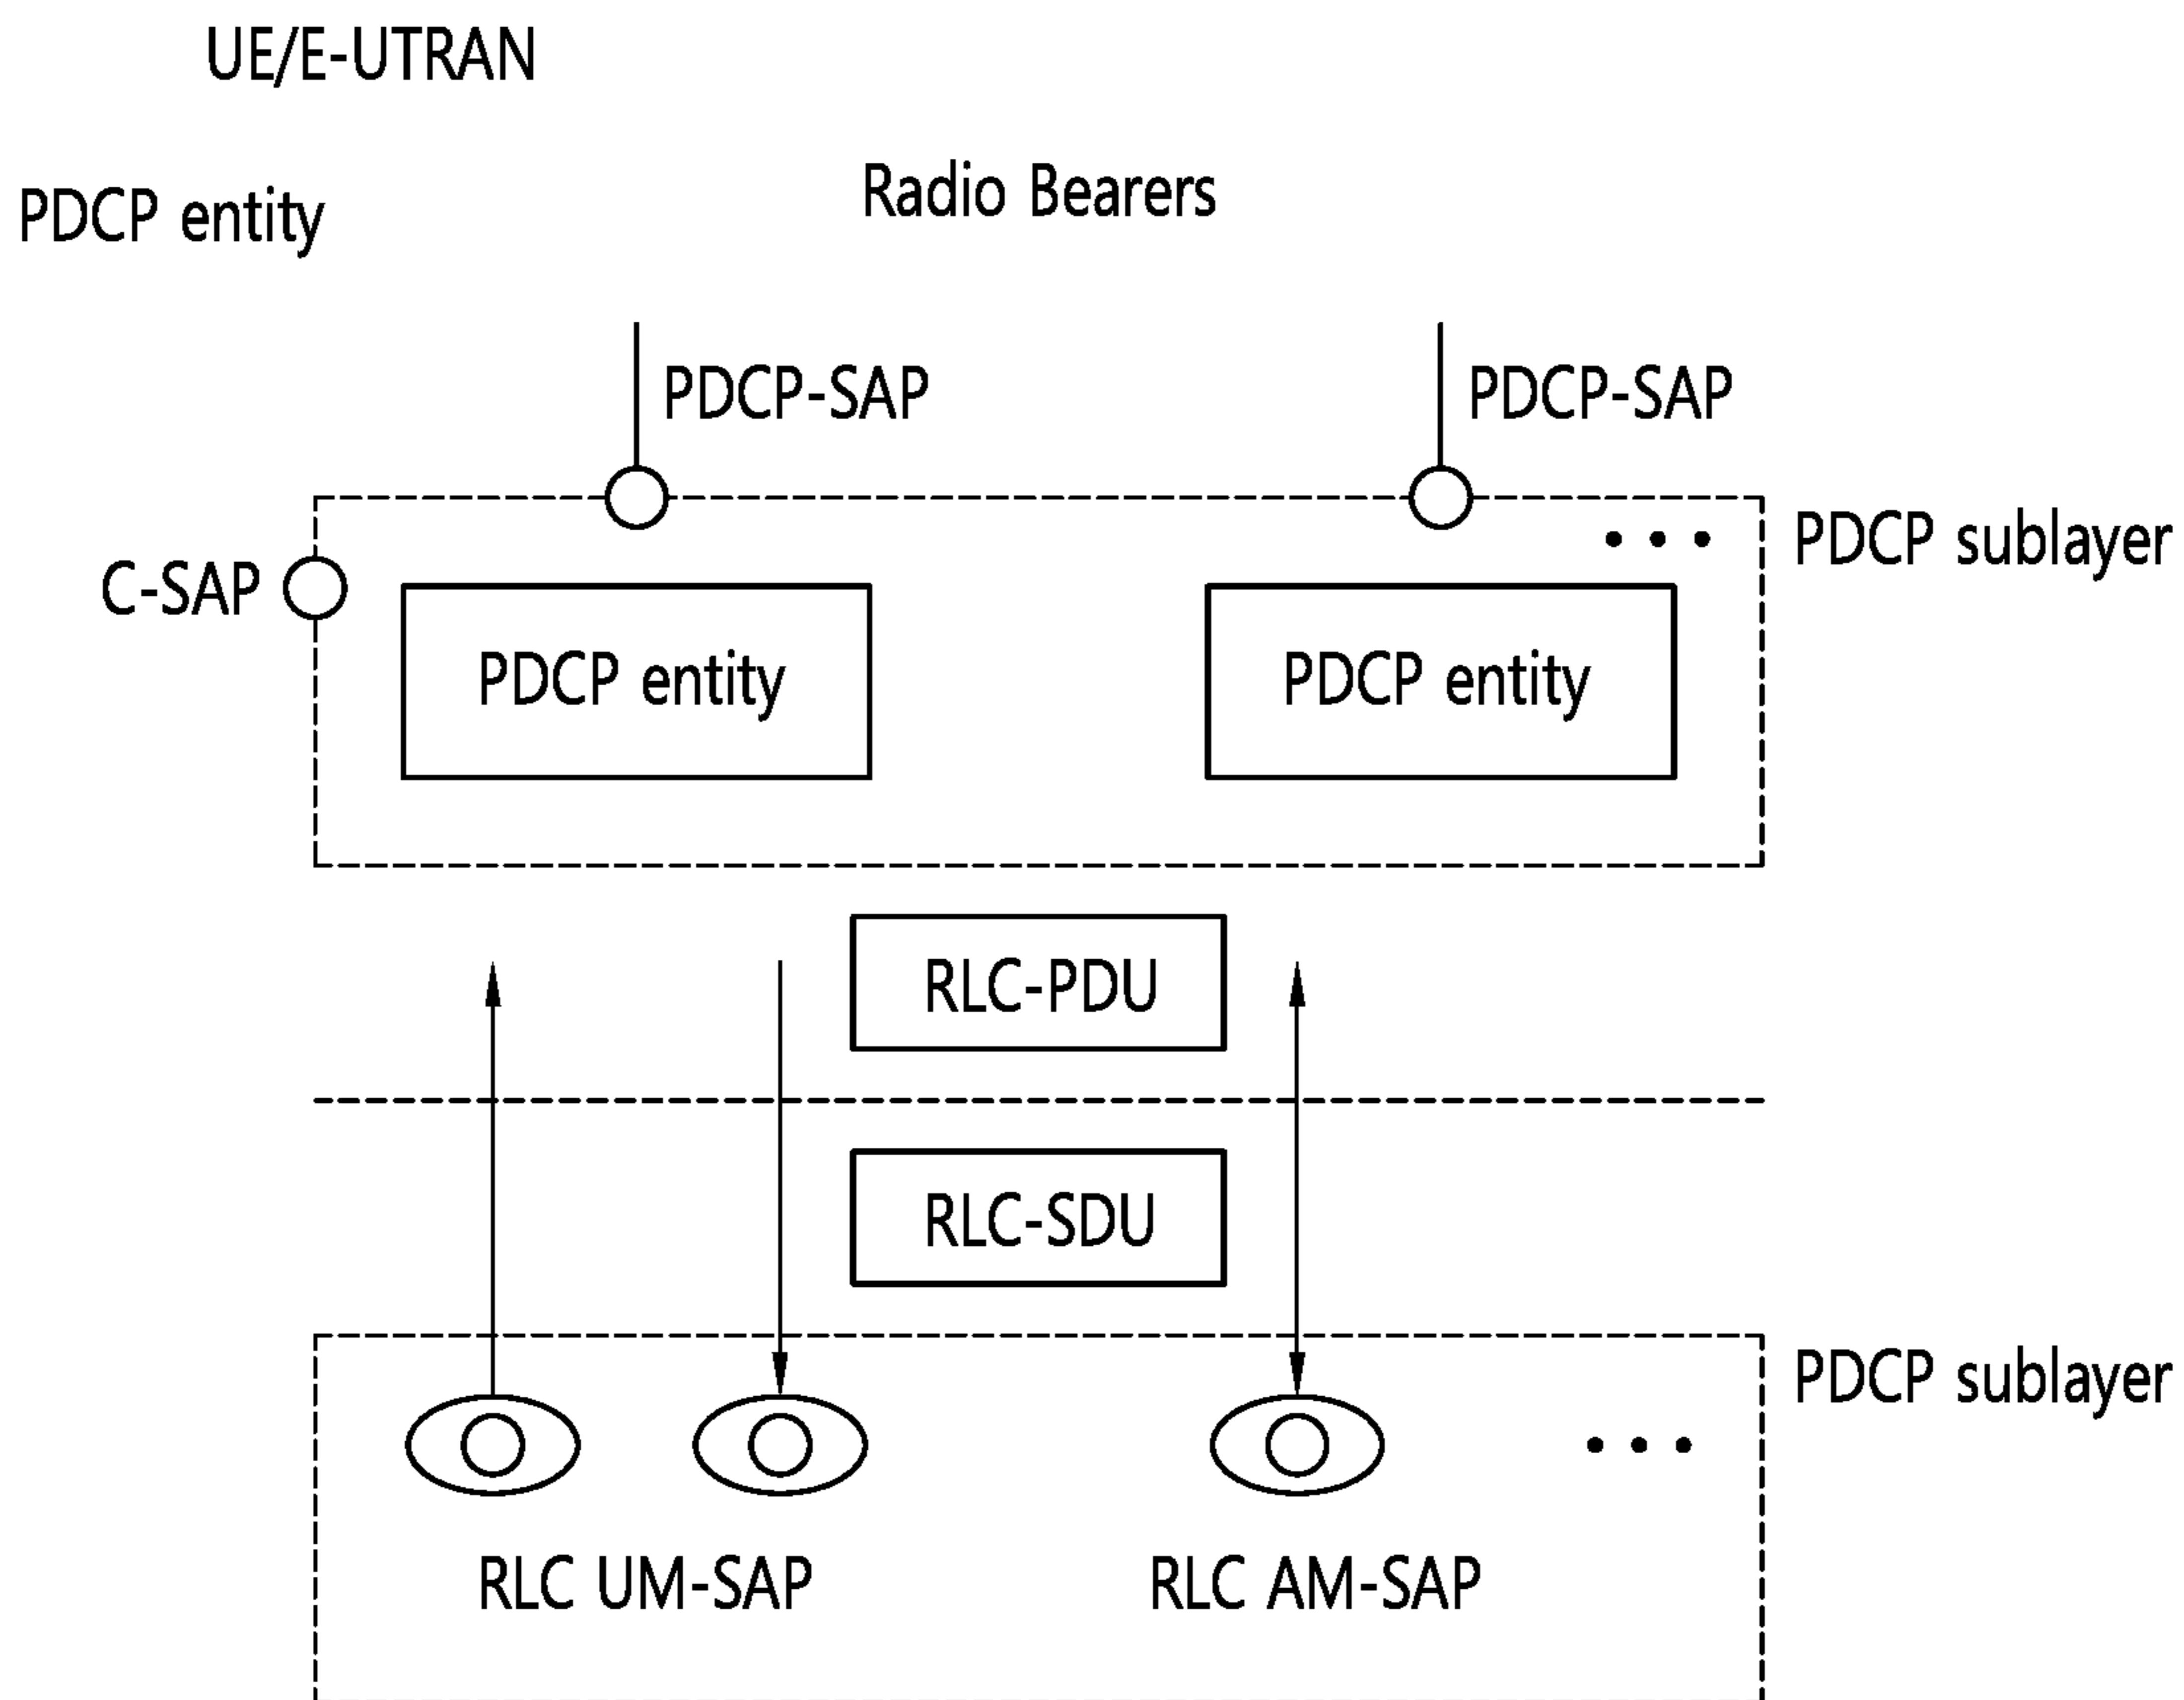 UE/E-UTRAN
Radio Bearers
PDCP entity
PDCP-SAP
PDCP-SAP
PDCP sublayer
C-SAP
PDCP entity
PDCP entity
RLC-PDU
RLC-SDU
PDCP sublayer
RLC UM-SAP
RLC AM-SAP